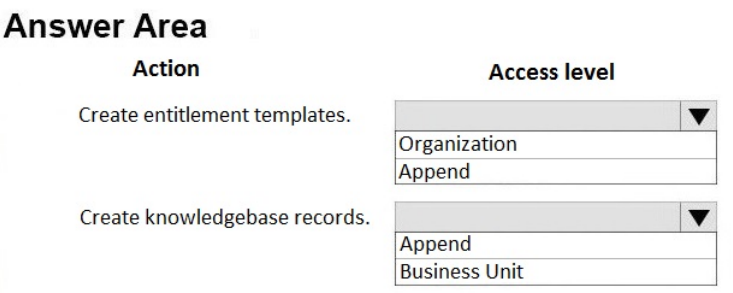 Answer Area
Action Access level
Create entitlement templates.
Organization
Append
Create knowledgebase records.
Append
Business Unit